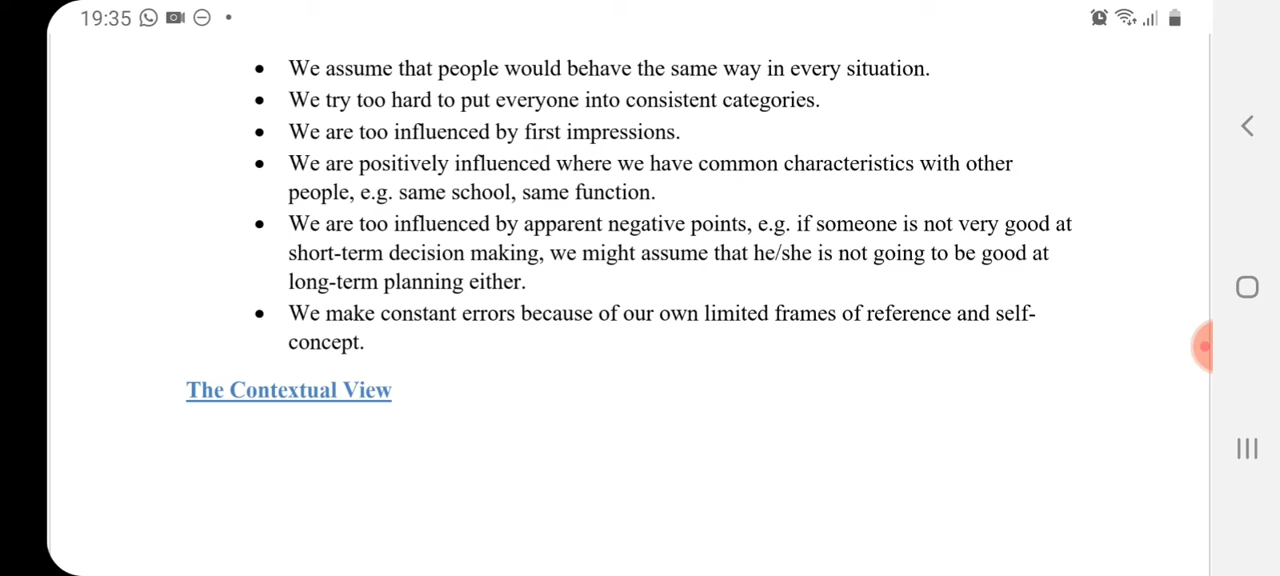 19:35
We assume that people would behave the same way in every situation.
We try too hard to put everyone into consistent categories.
We are too influenced by first impressions.
We are positively influenced where we have common characteristics with other
people, e.g. same school, same function.
We are too influenced by apparent negative points, e.g. if someone is not very good at
short-term decision making, we might assume that he/she is not going to be good at
long-term planning either.
We make constant errors because of our own limited frames of reference and self-
concept.
The Contextual View